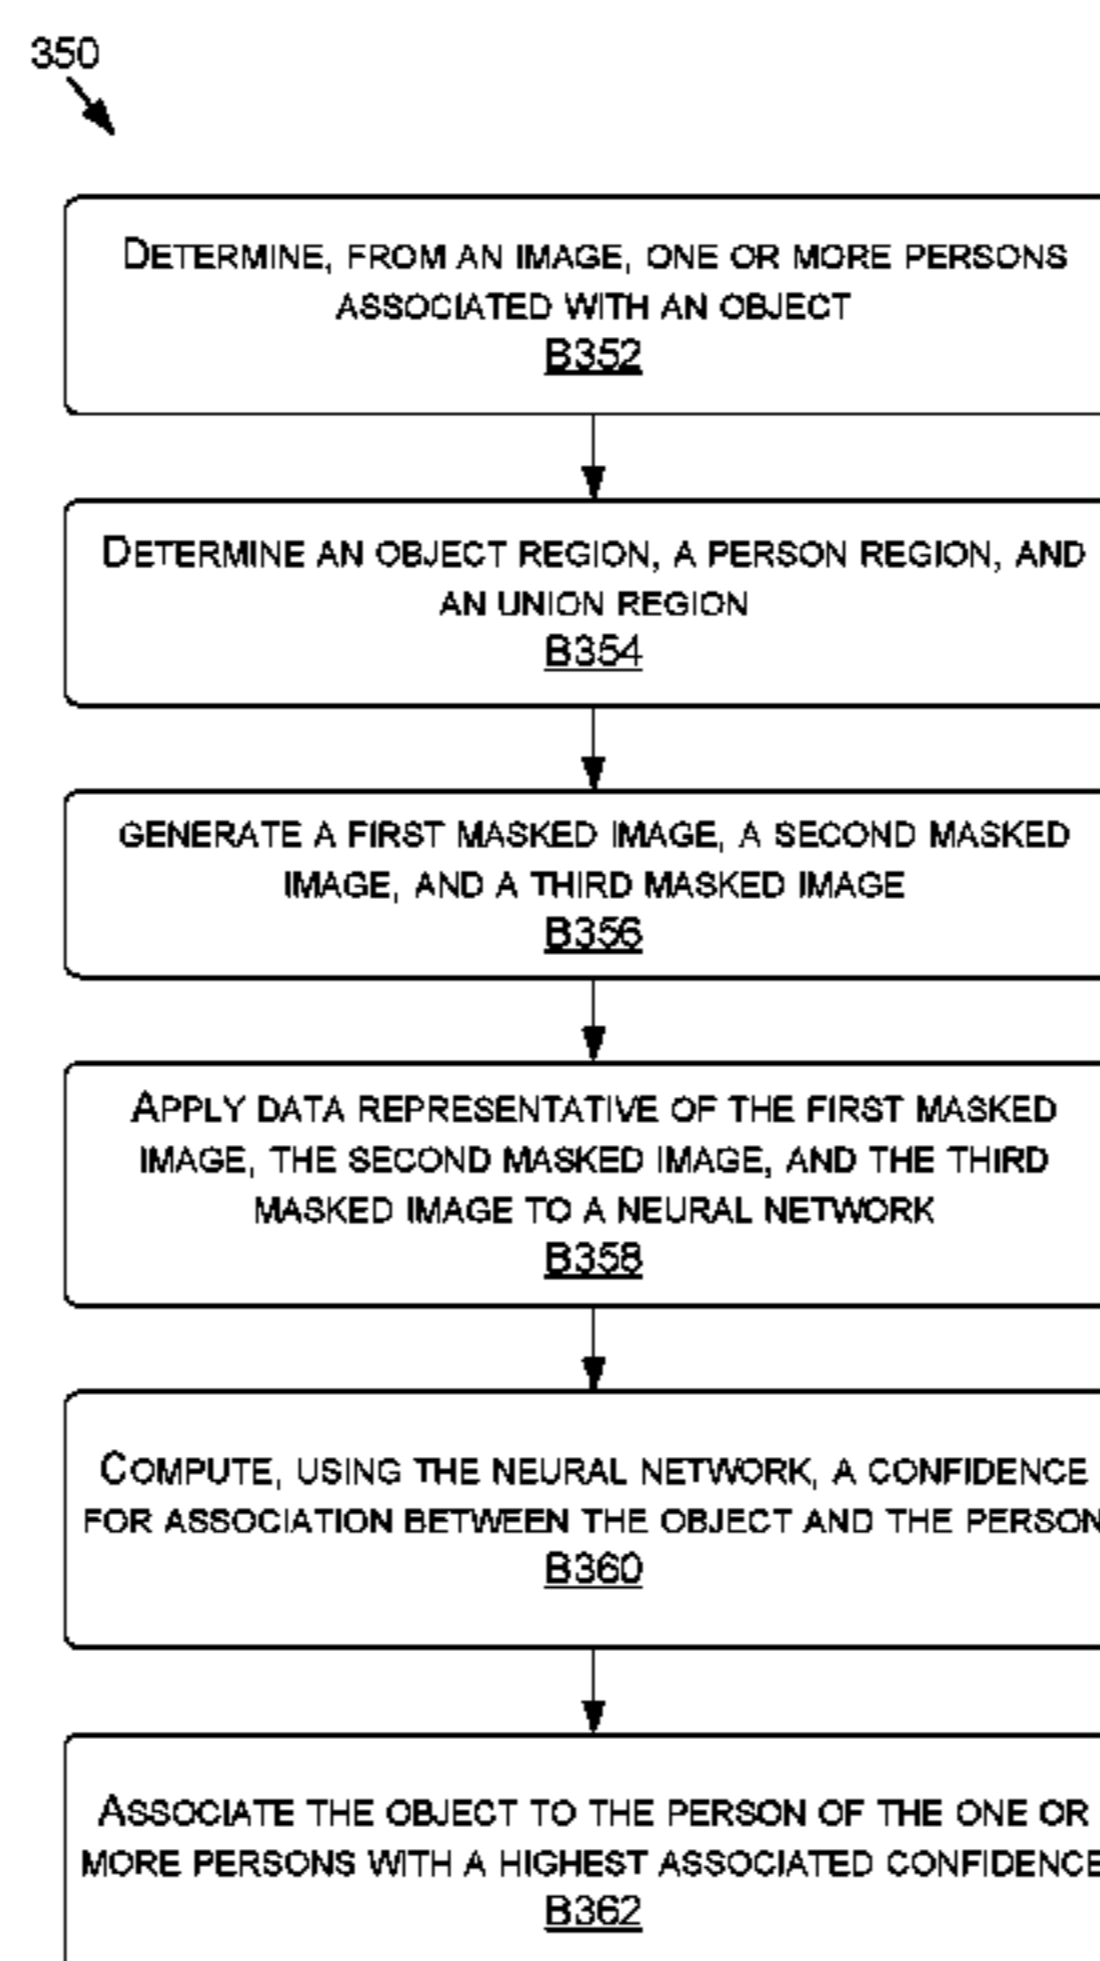 350
DETERMINE, FROM AN IMAGE, ONE OR MORE PERSONS
ASSOCIATED WITH AN OBJECT
B352
DETERMINE AN OBJECT REGION, A PERSON REGION, AND
AN UNION REGION
B354
GENERATE A FIRST MASKED IMAGE, A SECOND MASKED
IMAGE, AND A THIRD MASKED IMAGE
B356
APPLY DATA REPRESENTATIVE OF THE FIRST MASKED
IMAGE, THE SECOND MASKED IMAGE, AND THE THIRD
MASKED IMAGE TO A NEURAL NETWORK
B358
COMPUTE, USING THE NEURAL NETWORK, A CONFIDENCE
FOR ASSOCIATION BETWEEN THE OBJECT AND THE PERSON
B360
ASSOCIATE THE OBJECT TO THE PERSON OF THE ONE OR
MORE PERSONS WITH A HIGHEST ASSOCIATED CONFIDENCE
B362